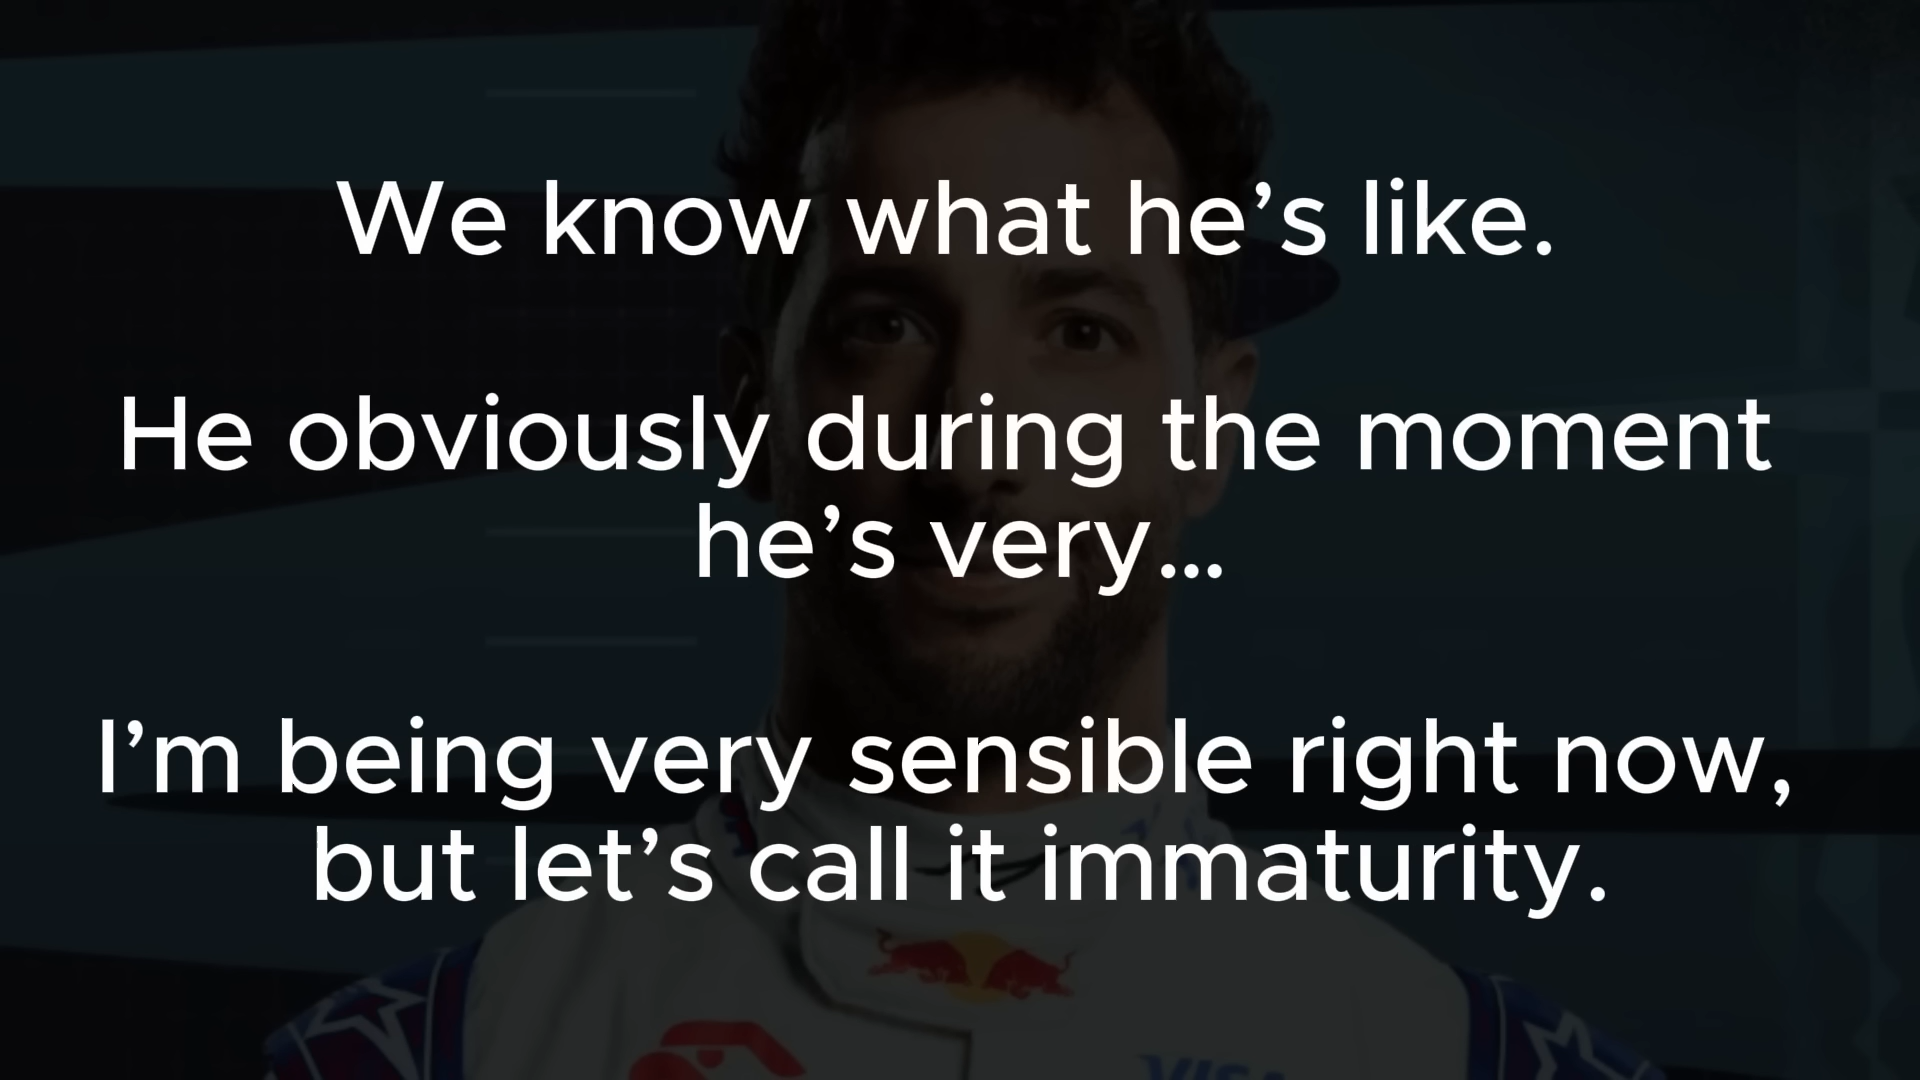 We know what he’s like.
He obviously during the moment
he’s very...
I’m being very sensible right now,
but let’s call it immaturity.
VISA